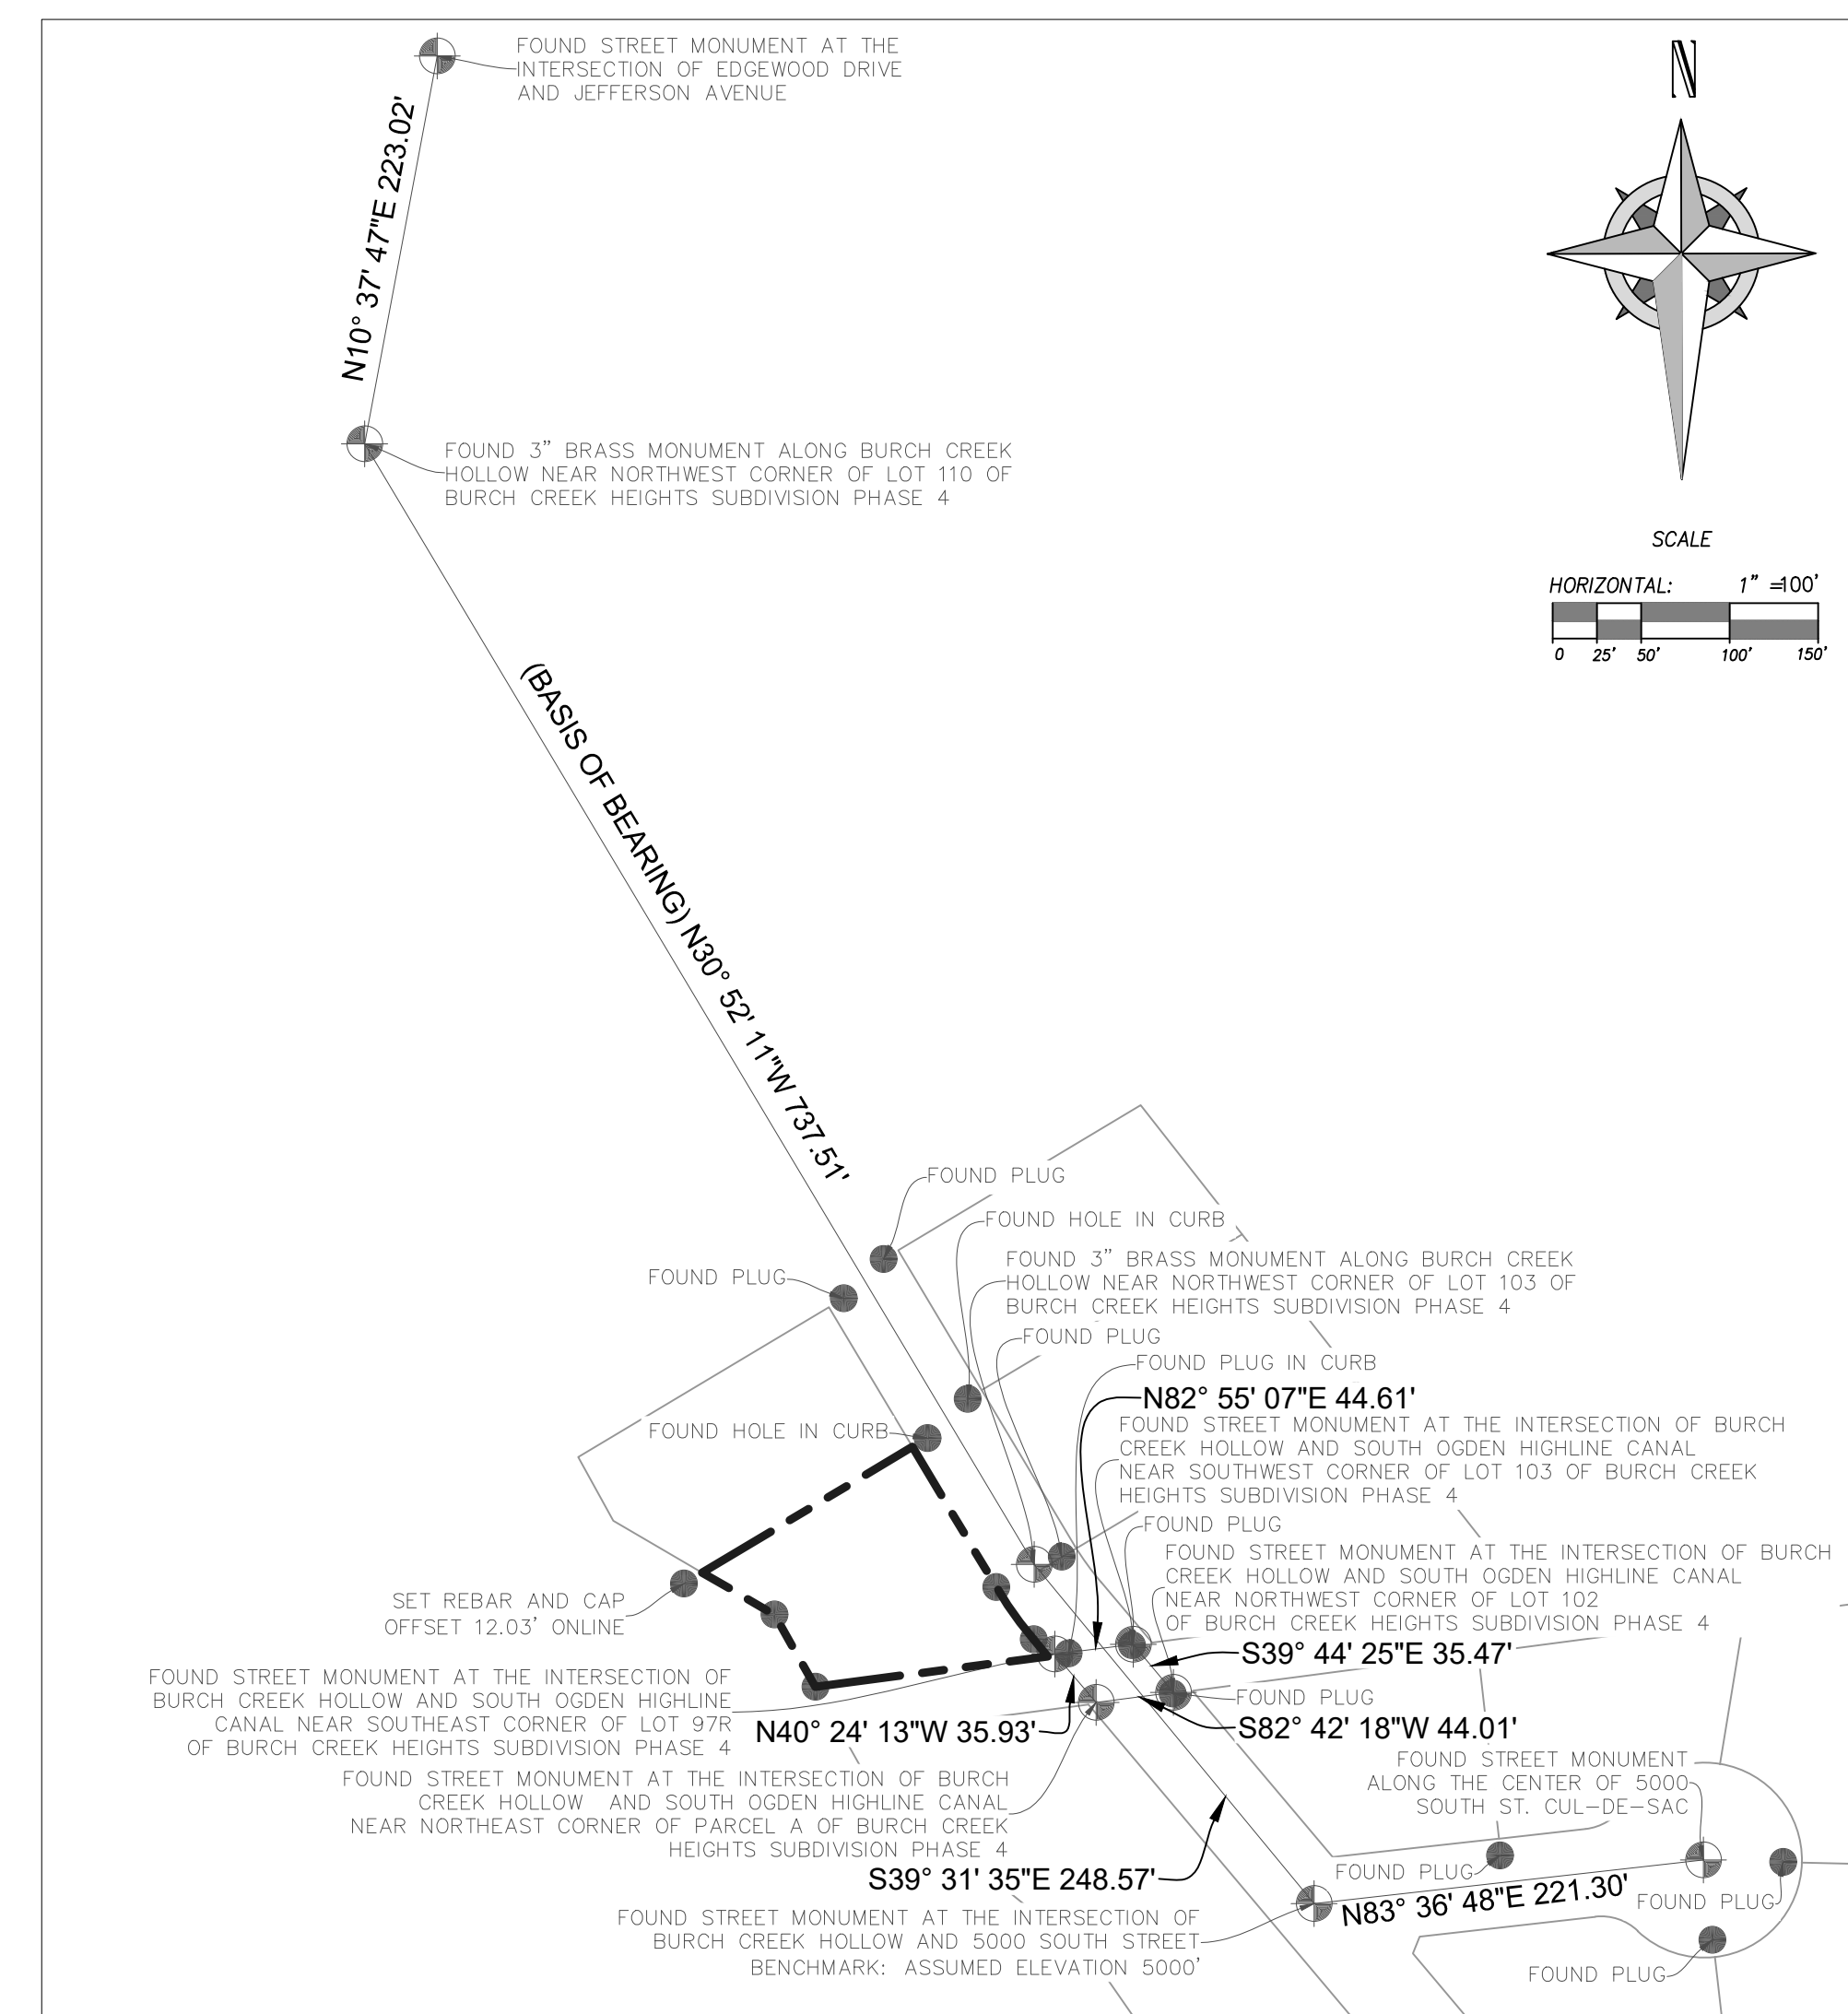 FOUND STREET MONUMENT AT THE
INTERSECTION OF EDGEWOOD DRIVE
AND JEFFERSON AVENUE
N
N10° 37' 47"E 223.02'
FOUND 3" BRASS MONUMENT ALONG BURCH CREEK
HOLLOW NEAR NORTHWEST CORNER OF LOT 110 OF
BURCH CREEK HEIGHTS SUBDIVISION PHASE 4
SCALE
HORIZONTAL: 1" =100'
0 25' 50' 100' 150'
(BASIS OF BEARING) N30° 52' 11"W 737.51'
FOUND PLUG
FOUND HOLE IN CURB
FOUND 3" BRASS MONUMENT ALONG BURCH CREEK
HOLLOW NEAR NORTHWEST CORNER OF LOT 103 OF
BURCH CREEK HEIGHTS SUBDIVISION PHASE 4
FOUND PLUG
FOUND PLUG
FOUND PLUG IN CURB
N82° 55' 07"E 44.61'
FOUND STREET MONUMENT AT THE INTERSECTION OF BURCH
CREEK HOLLOW AND SOUTH OGDEN HIGHLINE CANAL
NEAR SOUTHWEST CORNER OF LOT 103 OF BURCH CREEK
HEIGHTS SUBDIVISION PHASE 4
FOUND HOLE IN CURB
FOUND PLUG
FOUND STREET MONUMENT AT THE INTERSECTION OF BURCH
CREEK HOLLOW AND SOUTH OGDEN HIGHLINE CANAL
NEAR NORTHWEST CORNER OF LOT 102
OF BURCH CREEK HEIGHTS SUBDIVISION PHASE 4
SET REBAR AND CAP
OFFSET 12.03' ONLINE
S39° 44' 25"E 35.47'
FOUND STREET MONUMENT AT THE INTERSECTION OF
BURCH CREEK HOLLOW AND SOUTH OGDEN HIGHLINE
CANAL NEAR SOUTHEAST CORNER OF LOT 97R
OF BURCH CREEK HEIGHTS SUBDIVISION PHASE 4
FOUND PLUG
N40° 24' 13"W 35.93'
S82° 42' 18"W 44.01'
FOUND STREET MONUMENT AT THE INTERSECTION OF BURCH
CREEK HOLLOW AND SOUTH OGDEN HIGHLINE CANAL
NEAR NORTHEAST CORNER OF PARCEL A OF BURCH CREEK
HEIGHTS SUBDIVISION PHASE 4
FOUND STREET MONUMENT
ALONG THE CENTER OF 5000
SOUTH ST. CUL-DE-SAC
S39° 31' 35"E 248.57'
FOUND PLUG
N83° 36' 48"E 221.30'
FOUND PLUG
FOUND STREET MONUMENT AT THE INTERSECTION OF
BURCH CREEK HOLLOW AND 5000 SOUTH STREET
BENCHMARK: ASSUMED ELEVATION 5000'
FOUND PLUG